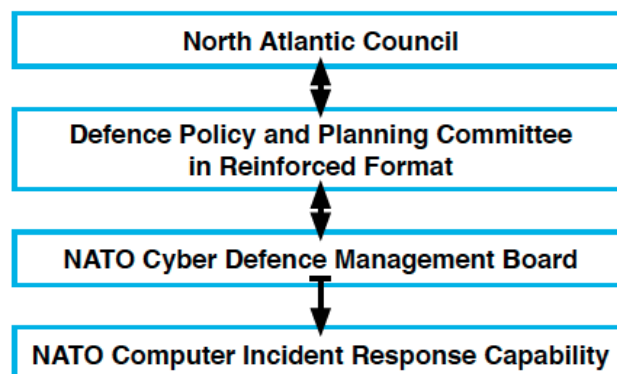 North Atlantic Council
Defence Policy and Planning Committee
in Reinforced Format
NATO Cyber Defence Management Board
NATO Computer Incident Response Capability